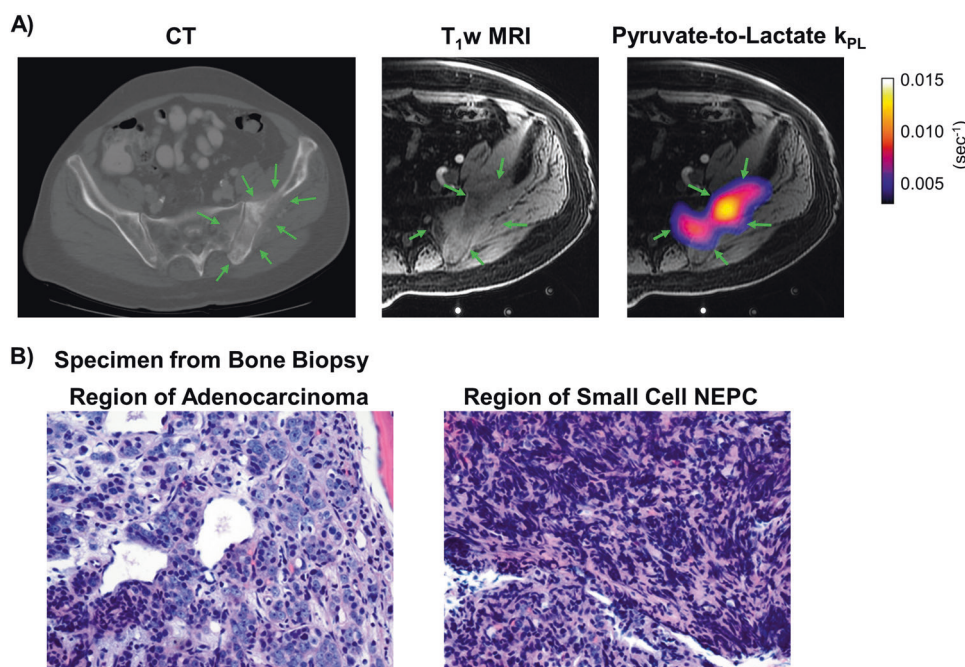 A)
CT
T₁w MRI
Pyruvate-to-Lactate kPL
0.015
0.010
0.005
(sec⁻¹)
B) Specimen from Bone Biopsy
Region of Adenocarcinoma
Region of Small Cell NEPC